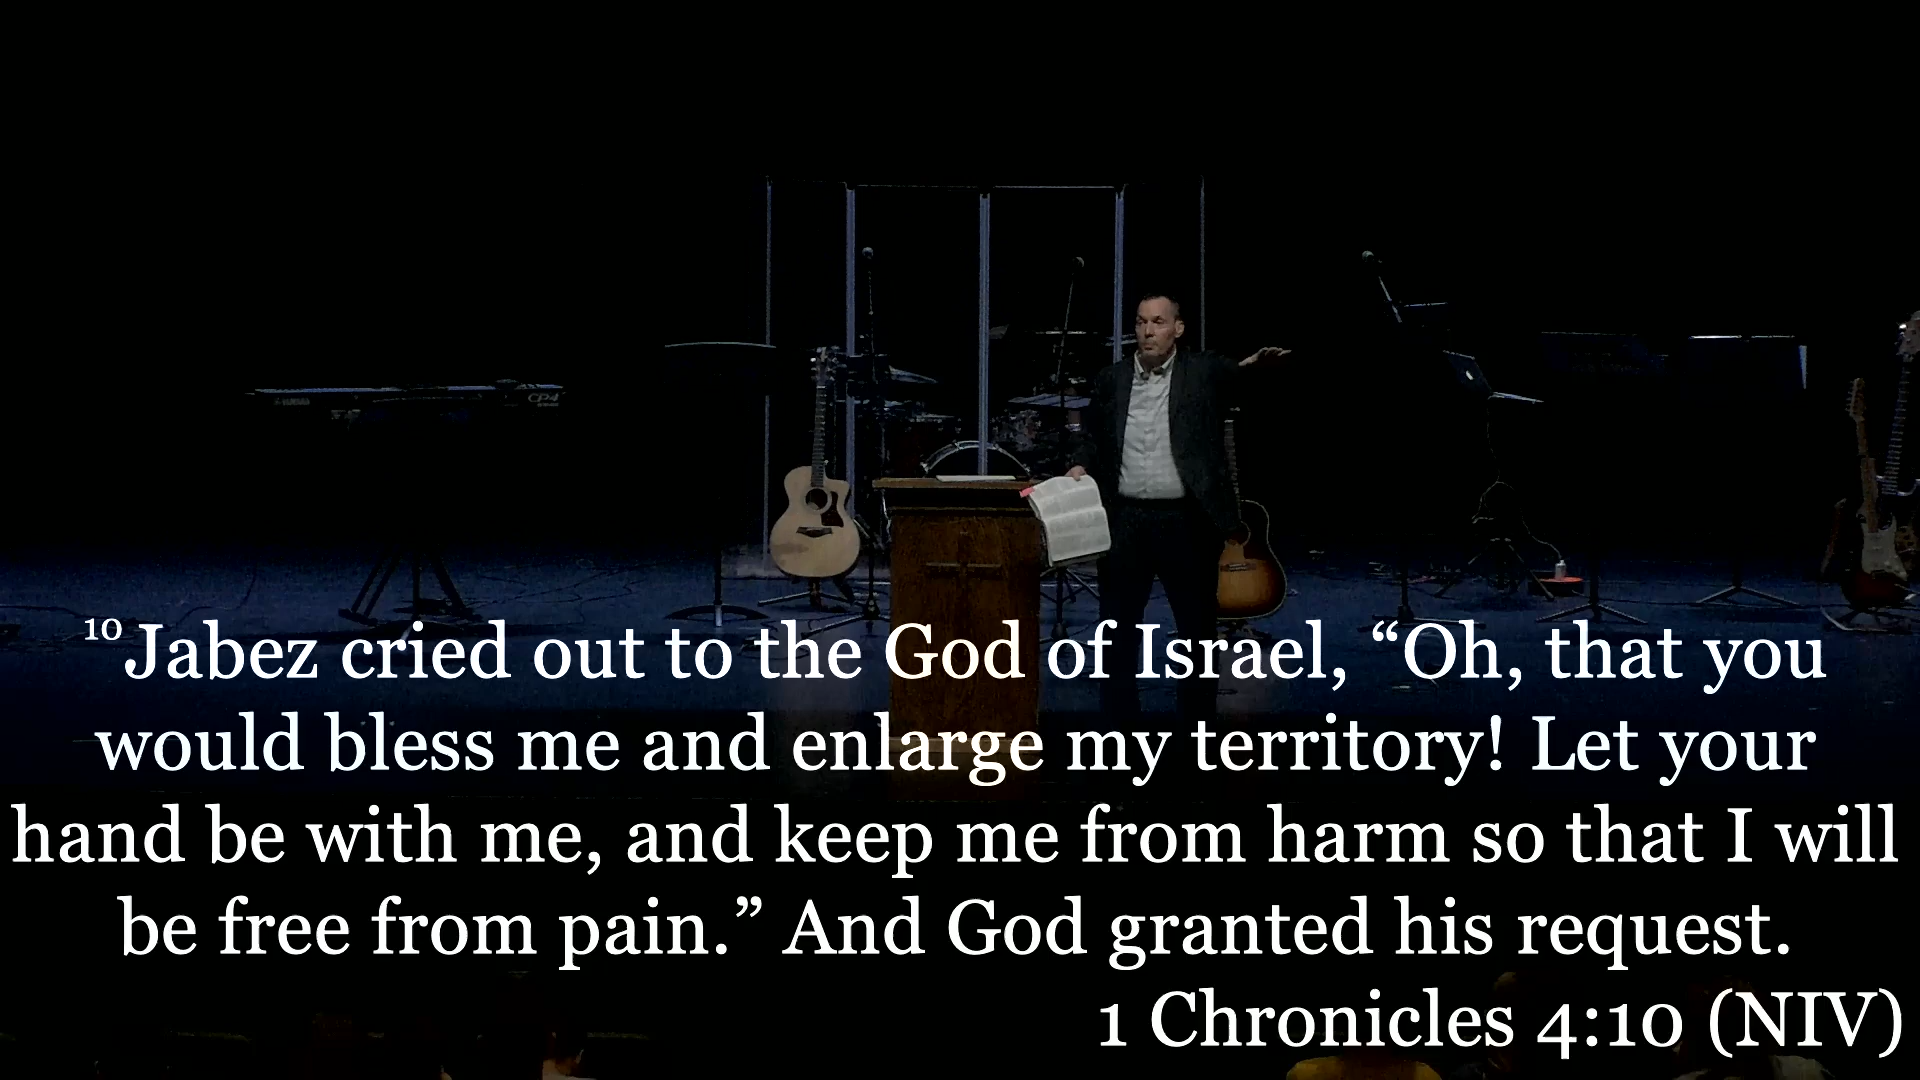 YAMAHA
CP4
¹⁰Jabez cried out to the God of Israel, “Oh, that you
would bless me and enlarge my territory! Let your
hand be with me, and keep me from harm so that I will
be free from pain.” And God granted his request.
1 Chronicles 4:10 (NIV)